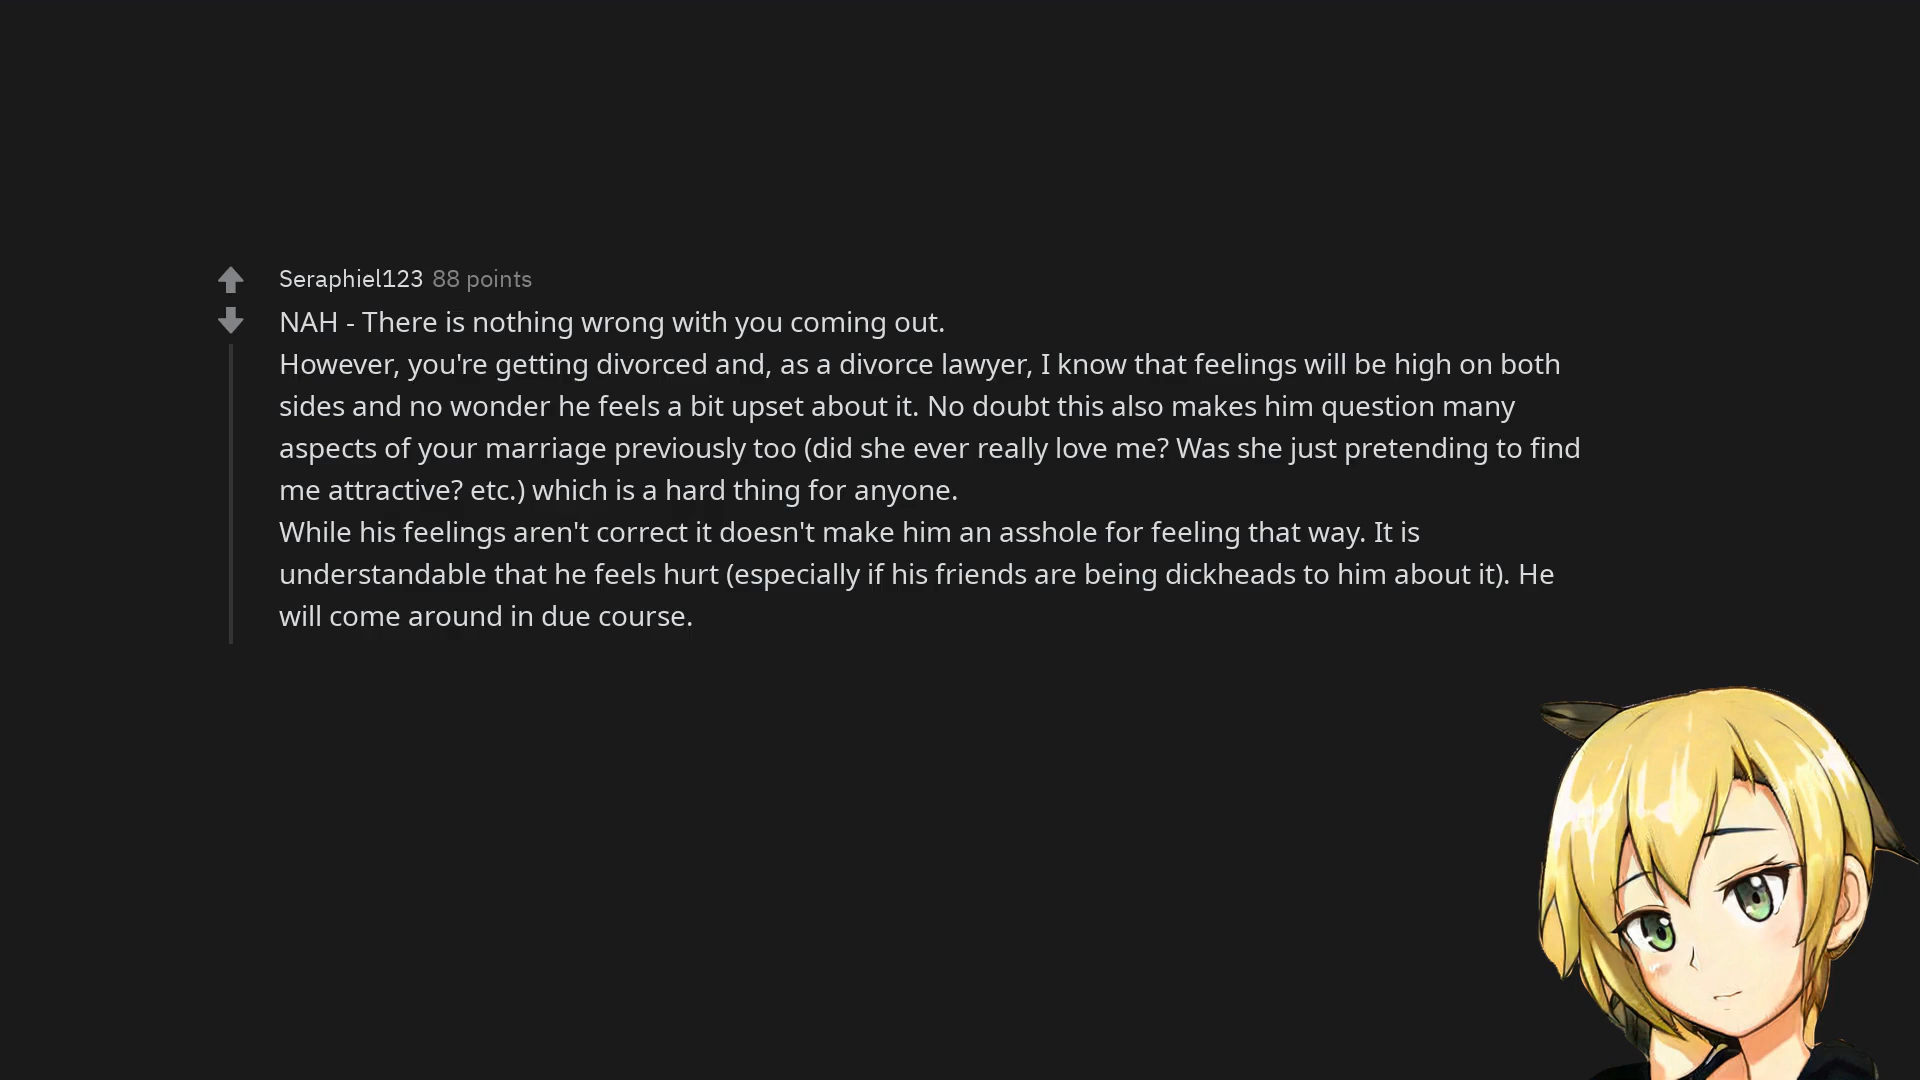 Seraphiel123 88 points
NAH - There is nothing wrong with you coming out.
However, you're getting divorced and, as a divorce lawyer, I know that feelings will be high on both
sides and no wonder he feels a bit upset about it. No doubt this also makes him question many
aspects of your marriage previously too (did she ever really love me? Was she just pretending to find
me attractive? etc.) which is a hard thing for anyone.
While his feelings aren't correct it doesn't make him an asshole for feeling that way. It is
understandable that he feels hurt (especially if his friends are being dickheads to him about it). He
will come around in due course.